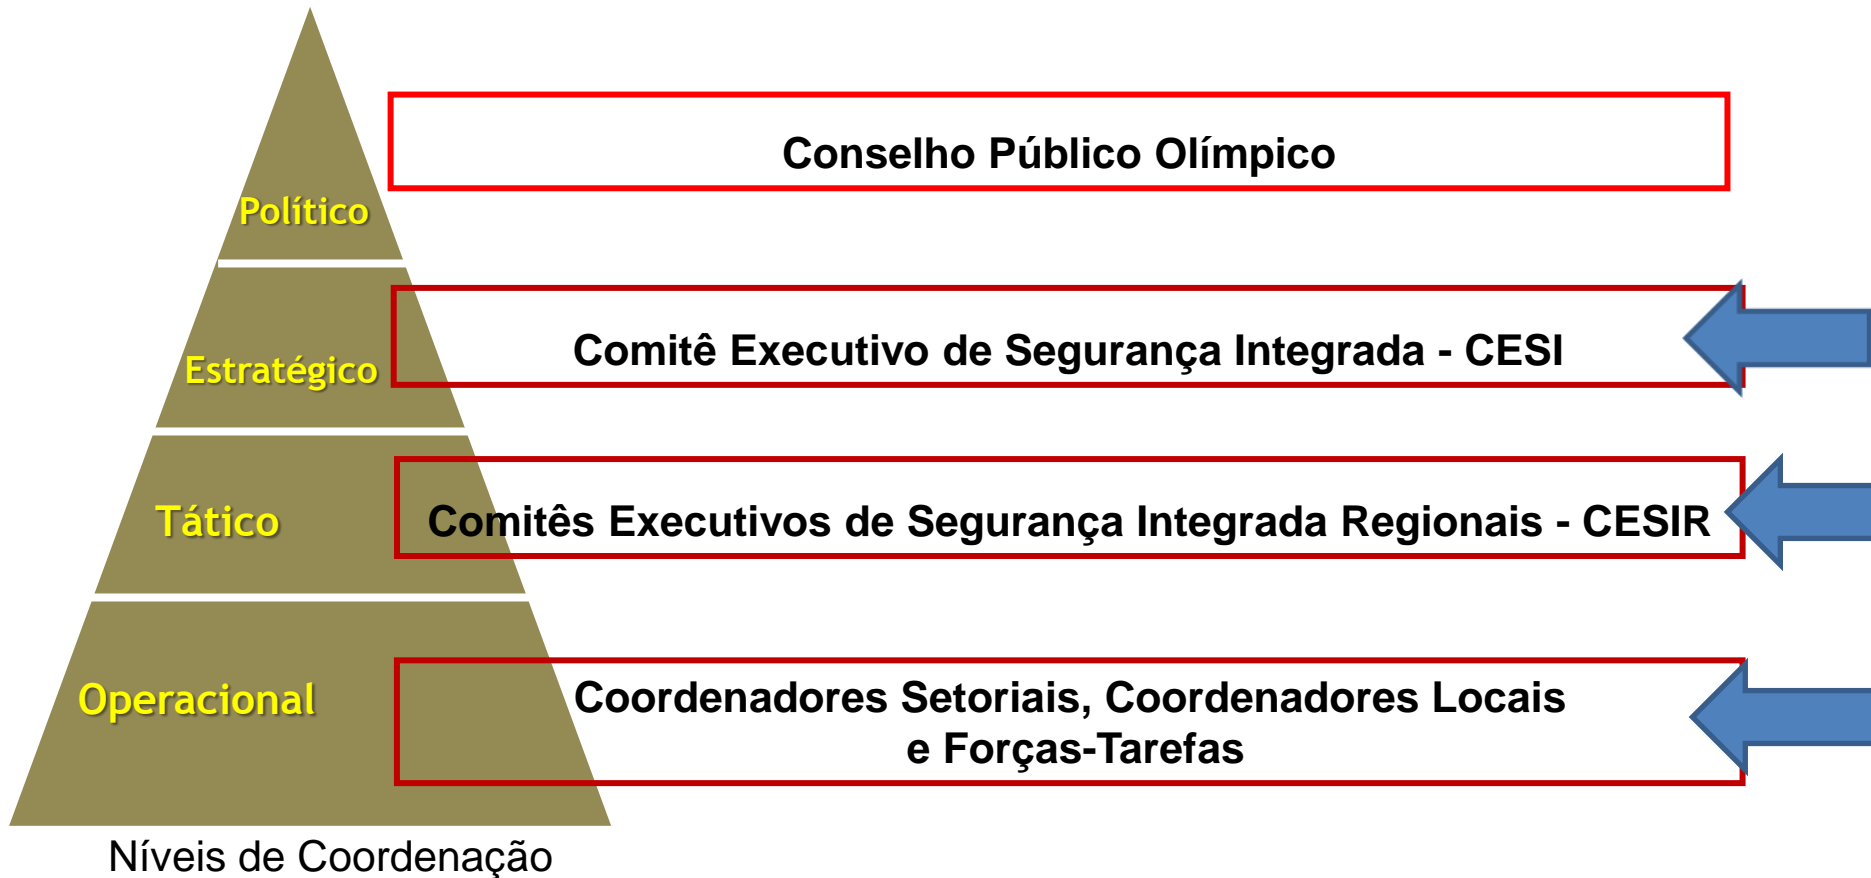 Conselho Público Olímpico
Político
Comitê Executivo de Segurança Integrada - CESI
Estratégico
Tático
Comitês Executivos de Segurança Integrada Regionais - CESIR
Operacional
Coordenadores Setoriais, Coordenadores Locais
e Forças-Tarefas
Níveis de Coordenação